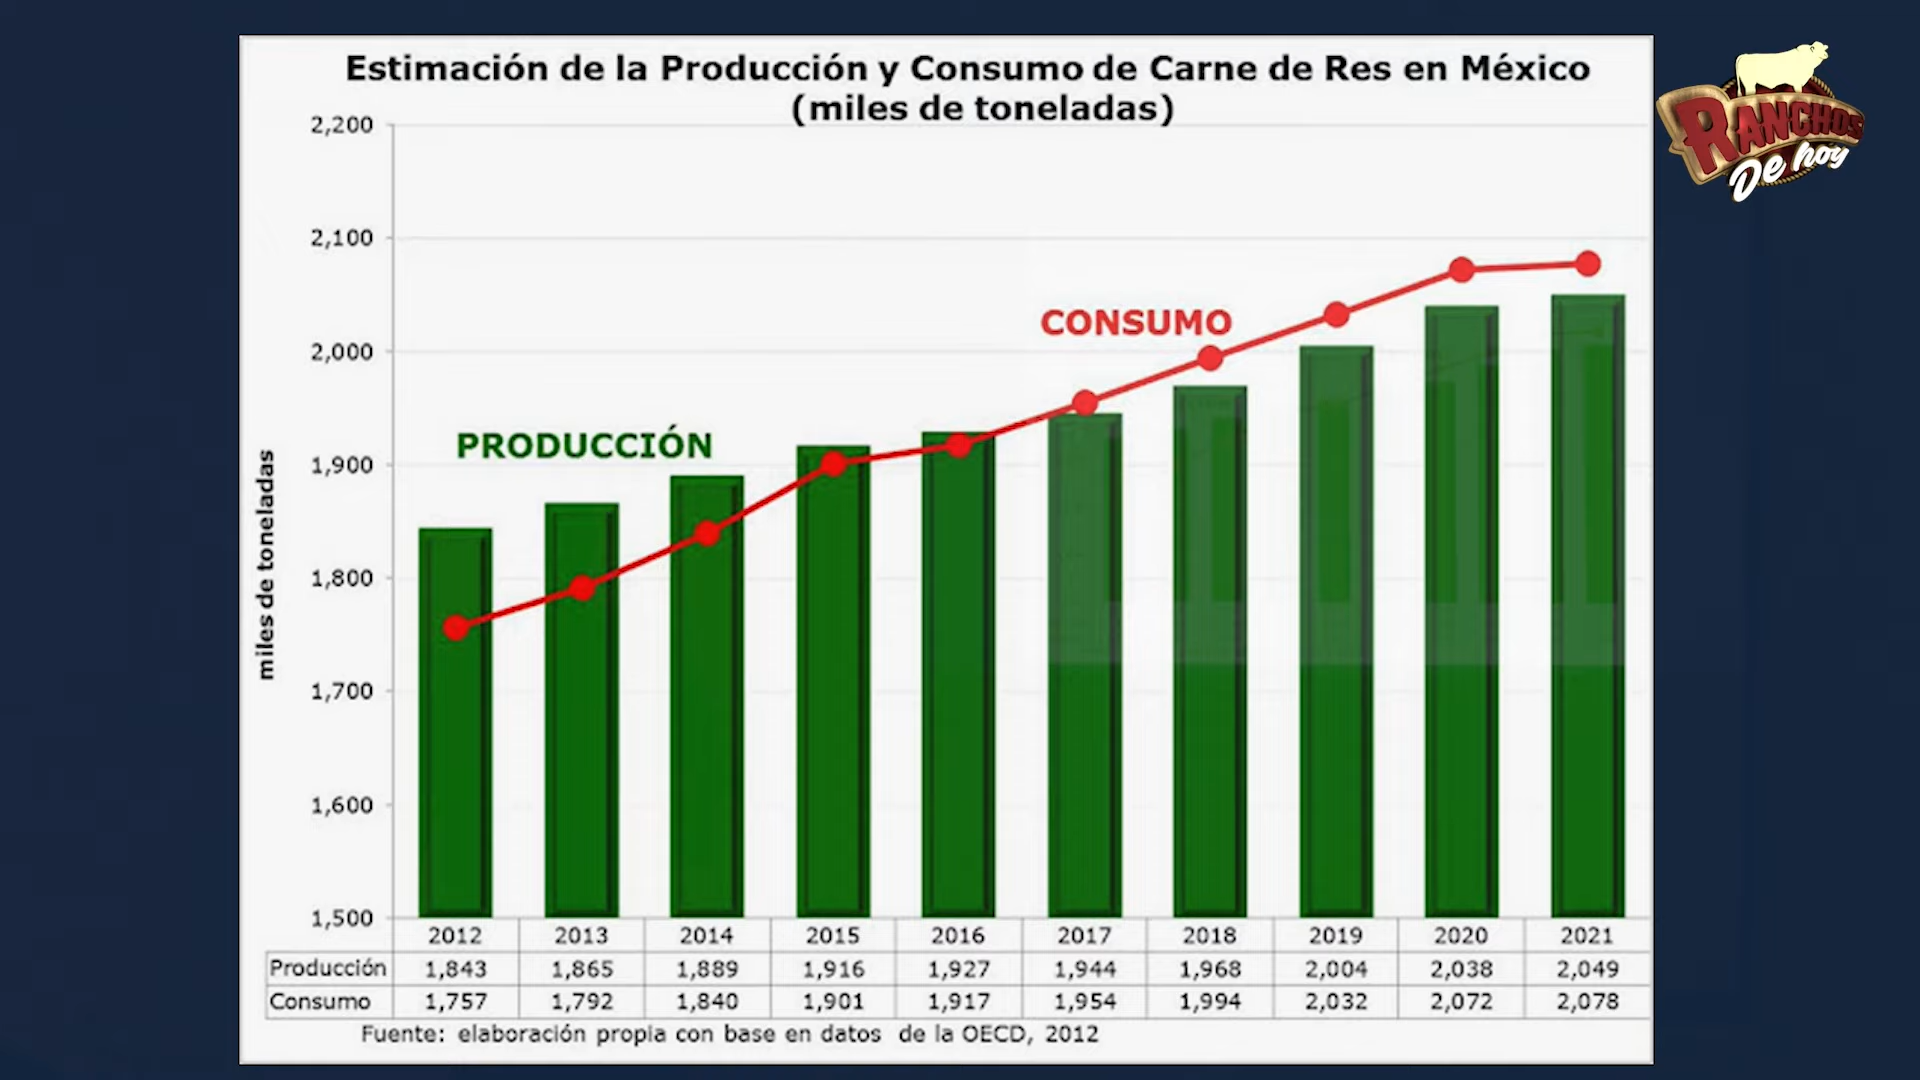 Estimación de la Producción y Consumo de Carne de Res en México
(miles de toneladas)
RANCHOS
De hoy
2,200
2,100
2,000
1,900
1,800
1,700
1,600
1,500
miles de toneladas
CONSUMO
PRODUCCIÓN
2012 2013 2014 2015 2016 2017 2018 2019 2020 2021
Producción 1,843 1,865 1,889 1,916 1,927 1,944 1,968 2,004 2,038 2,049
Consumo 1,757 1,792 1,840 1,901 1,917 1,954 1,994 2,032 2,072 2,078
Fuente: elaboración propia con base en datos de la OECD, 2012